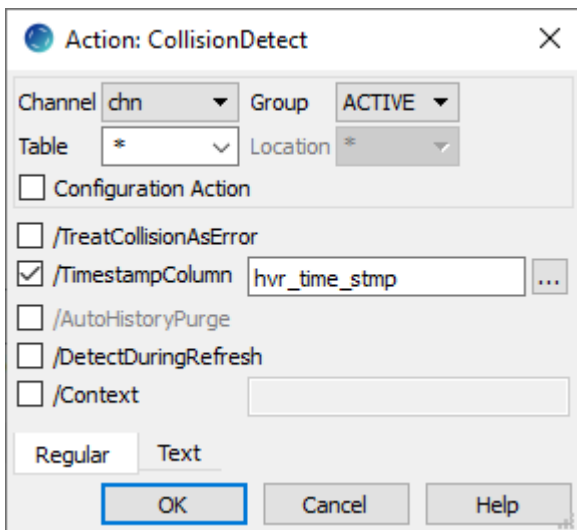 Action: CollisionDetect
Channel chn Group ACTIVE
Table * Location *
Configuration Action
/TreatCollisionAsError
/TimestampColumn hvr_time_stmp ...
/AutoHistoryPurge
/DetectDuringRefresh
/Context
Regular Text
OK Cancel Help